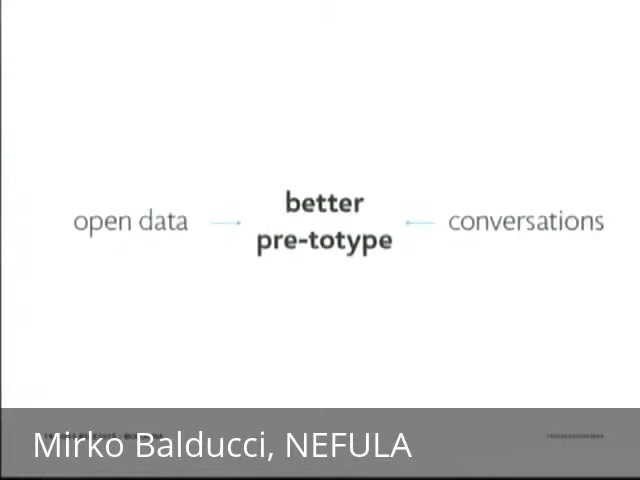 open data
better
pre-totype
conversations
Mirko Balducci, NEFULA